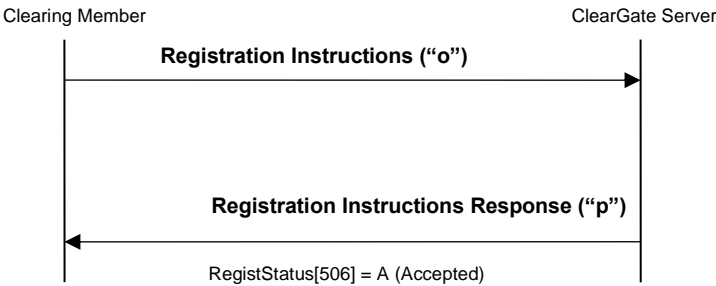 Clearing Member
ClearGate Server
Registration Instructions (“o”)
Registration Instructions Response (“p”)
RegistStatus[506] = A (Accepted)